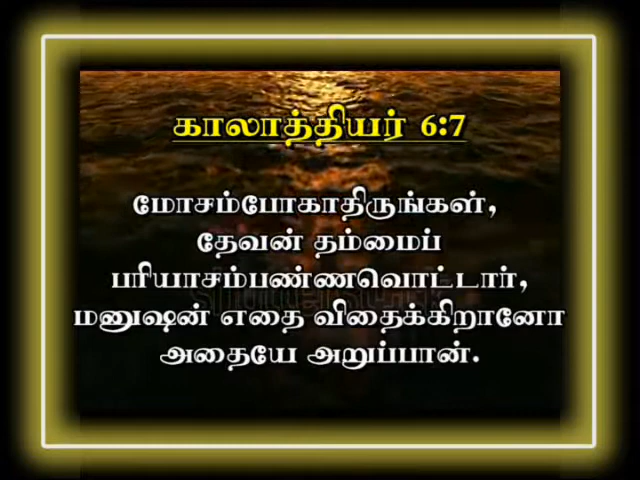 காலாத்தியர் 6:7
மோசம்போகாதிருங்கள்,
தேவன் தம்மைப்
பரியாசம்பண்ணவொட்டார்,
மனுஷன் எதை விதைக்கிறானோ
அதையே அறுப்பான்.